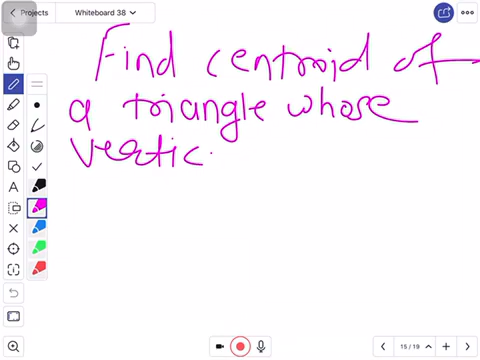 Projects Whiteboard 38
Find centroid of
a triangle whose
vertic
A
15 / 19